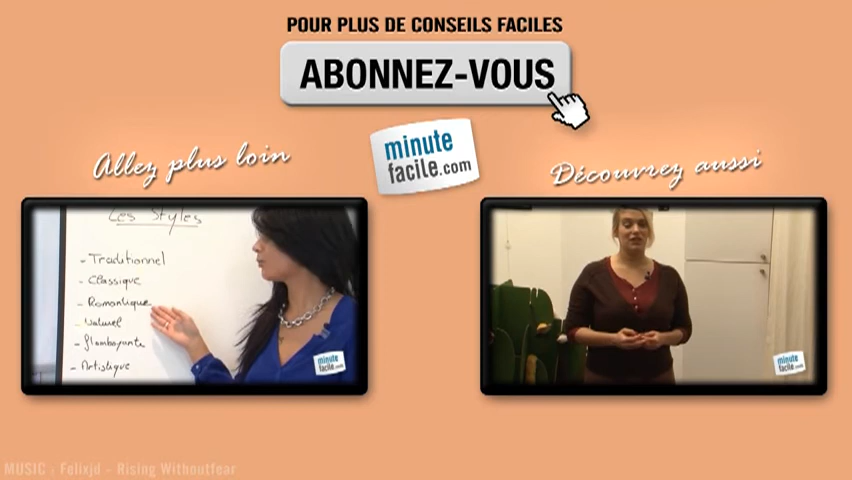 POUR PLUS DE CONSEILS FACILES
ABONNEZ-VOUS
minute
facile.com
Allez plus loin
Découvrez aussi
Les Styles
- Traditionnel
- Classique
- Romantique
- Naturel
- flamboyante
- Artistique
minute
facile.com
minute
facile.com
MUSIC : Felixjd - Rising Withoutfear